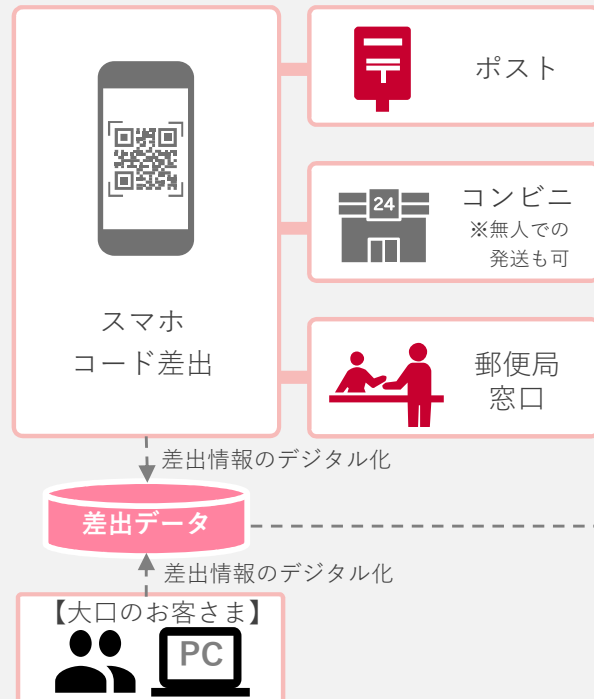 ポスト
24
コンビニ
※無人での
発送も可
スマホ
コード差出
郵便局
窓口
差出情報のデジタル化
差出データ
差出情報のデジタル化
【大口のお客さま】
PC